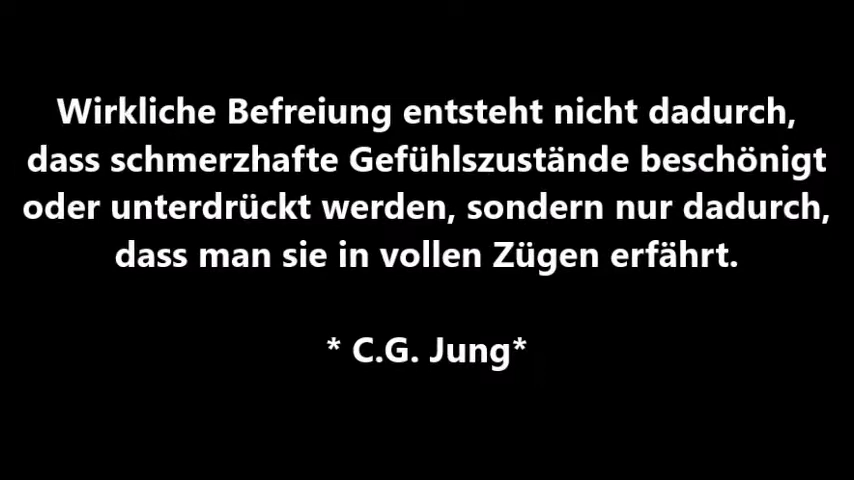 Wirkliche Befreiung entsteht nicht dadurch,
dass schmerzhafte Gefühlszustände beschönigt
oder unterdrückt werden, sondern nur dadurch,
dass man sie in vollen Zügen erfährt.
* C.G. Jung*